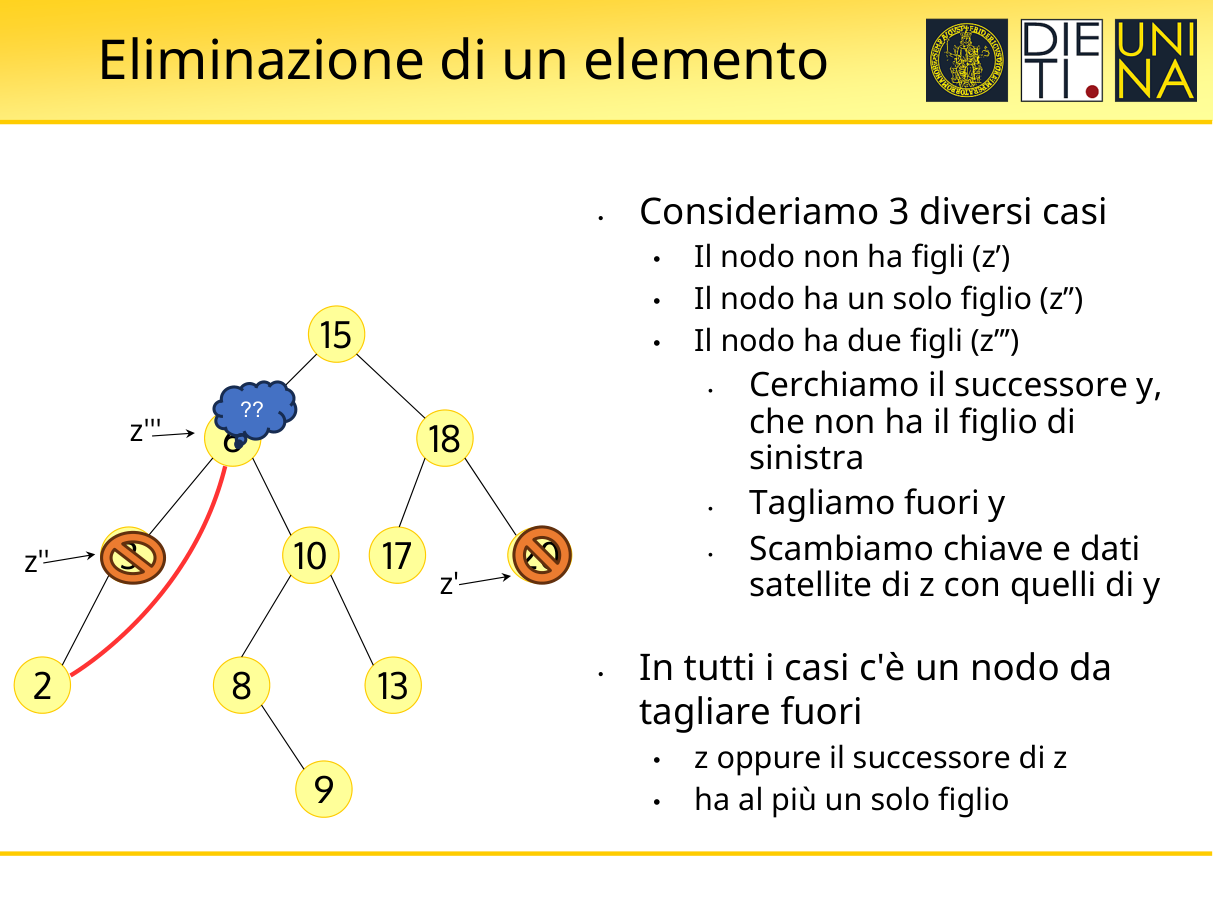 Eliminazione di un elemento
DIE
TI.
UNI
NA
• Consideriamo 3 diversi casi
• Il nodo non ha figli (z’)
• Il nodo ha un solo figlio (z’’)
• Il nodo ha due figli (z’’’)
• Cerchiamo il successore y,
che non ha il figlio di
sinistra
• Tagliamo fuori y
• Scambiamo chiave e dati
satellite di z con quelli di y
• In tutti i casi c'è un nodo da
tagliare fuori
• z oppure il successore di z
• ha al più un solo figlio
15
??
z'''
18
z''
10
17
z'
2
8
13
9